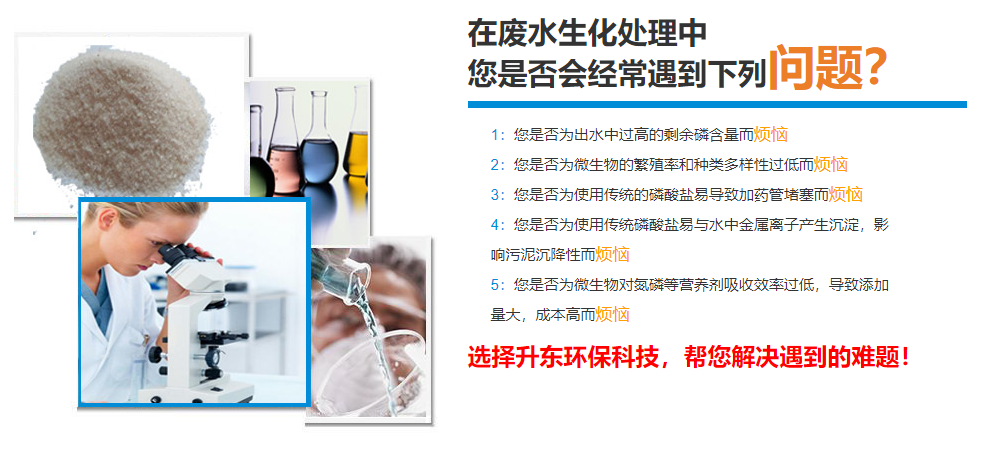 在废水生化处理中
您是否会经常遇到下列问题？
1：您是否为出水中过高的剩余磷含量而烦恼
2：您是否为微生物的繁殖率和种类多样性过低而烦恼
3：您是否为使用传统的磷酸盐易导致加药管堵塞而烦恼
4：您是否为使用传统磷酸盐易与水中金属离子产生沉淀，影
响污泥沉降性而烦恼
5：您是否为微生物对氮磷等营养剂吸收效率过低，导致添加
量大，成本高而烦恼
选择升东环保科技，帮您解决遇到的难题！